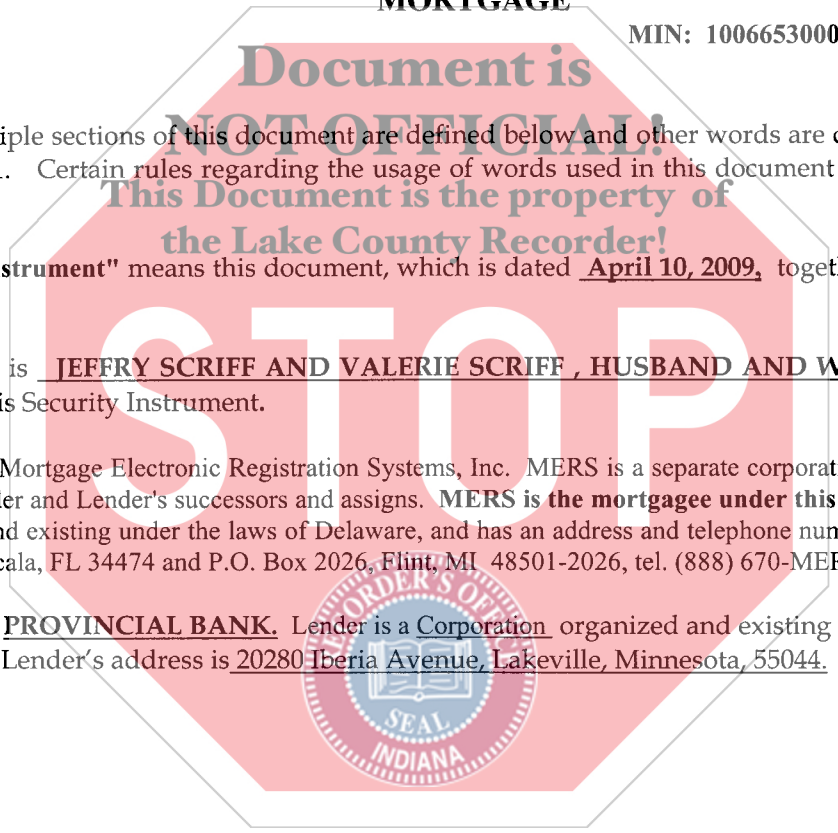 MORTGAGE
MIN: 1006653000
Document is
NOT OFFICIAL!
iple sections of this document are defined below and other words are
. Certain rules regarding the usage of words used in this document
This Document is the property of
the Lake County Recorder!
strument" means this document, which is dated April 10, 2009, toget
STOP
is JEFFRY SCRIFF AND VALERIE SCRIFF , HUSBAND AND W
is Security Instrument.
Mortgage Electronic Registration Systems, Inc. MERS is a separate corporat
er and Lender's successors and assigns. MERS is the mortgagee under this
nd existing under the laws of Delaware, and has an address and telephone num
cala, FL 34474 and P.O. Box 2026, Flint, MI 48501-2026, tel. (888) 670-MER
PROVINCIAL BANK. Lender is a Corporation organized and existing
Lender's address is 20280 Iberia Avenue, Lakeville, Minnesota, 55044.
RECORDER'S OFFICE
SEAL
INDIANA